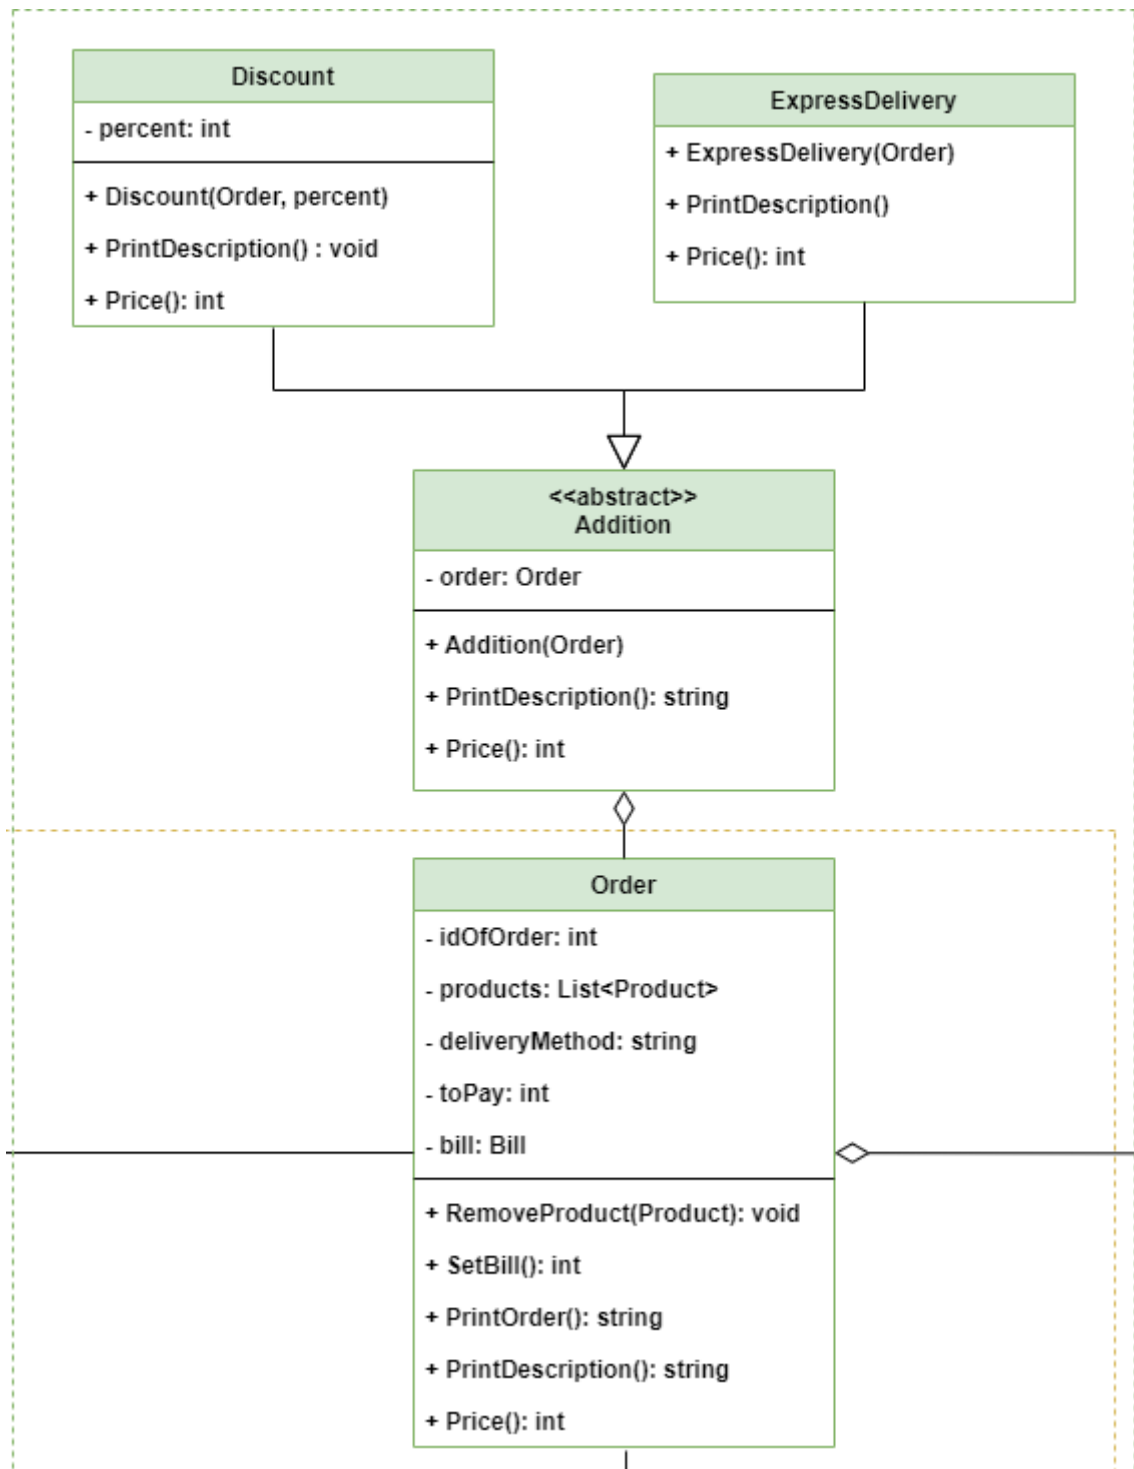 Discount
- percent: int
+ Discount(Order, percent)
+ PrintDescription() : void
+ Price(): int
ExpressDelivery
+ ExpressDelivery(Order)
+ PrintDescription()
+ Price(): int
<<abstract>>
Addition
- order: Order
+ Addition(Order)
+ PrintDescription(): string
+ Price(): int
Order
- idOfOrder: int
- products: List<Product>
- deliveryMethod: string
- toPay: int
- bill: Bill
+ RemoveProduct(Product): void
+ SetBill(): int
+ PrintOrder(): string
+ PrintDescription(): string
+ Price(): int